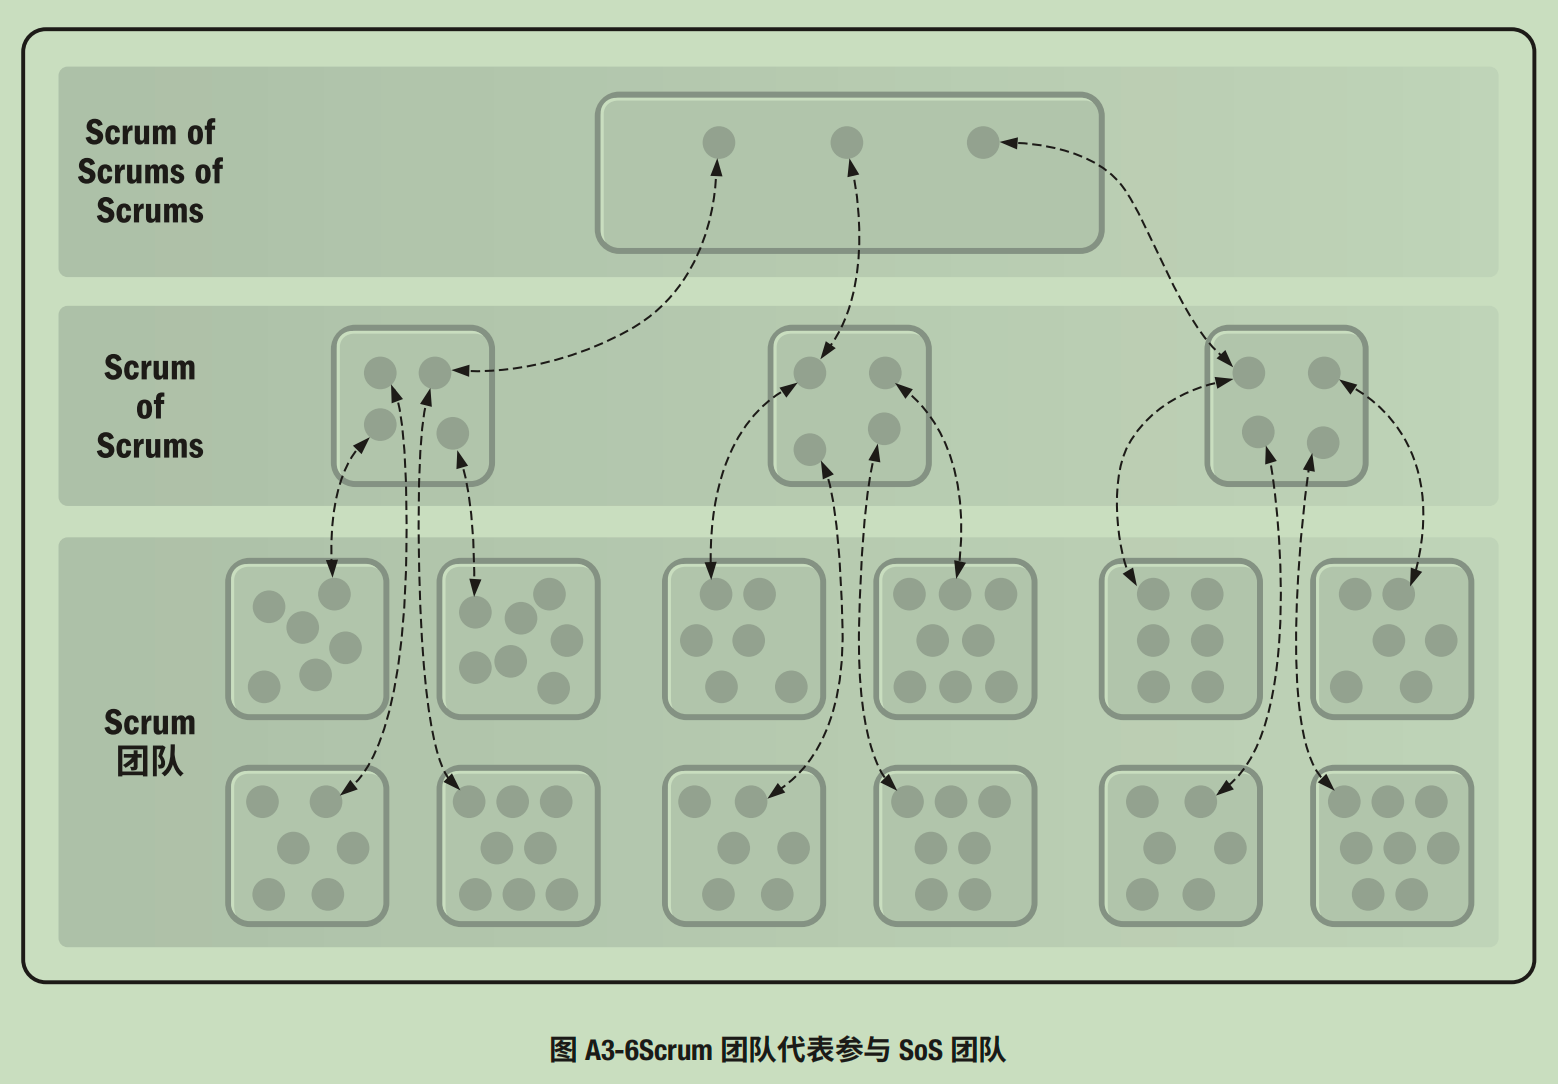 Scrum of
Scrums of
Scrums
Scrum
of
Scrums
Scrum
团队
图 A3-6Scrum 团队代表参与 SoS 团队